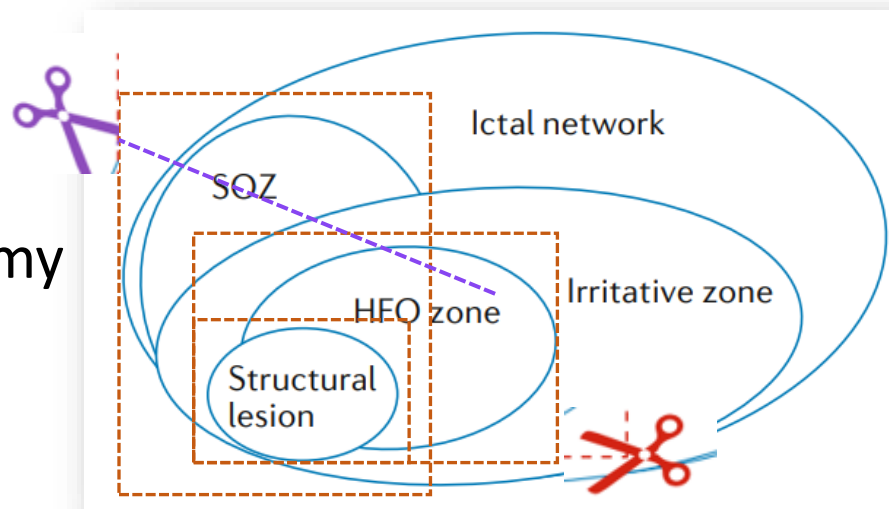 Ictal network
SOZ
my
Irritative zone
HFO zone
Structural
lesion